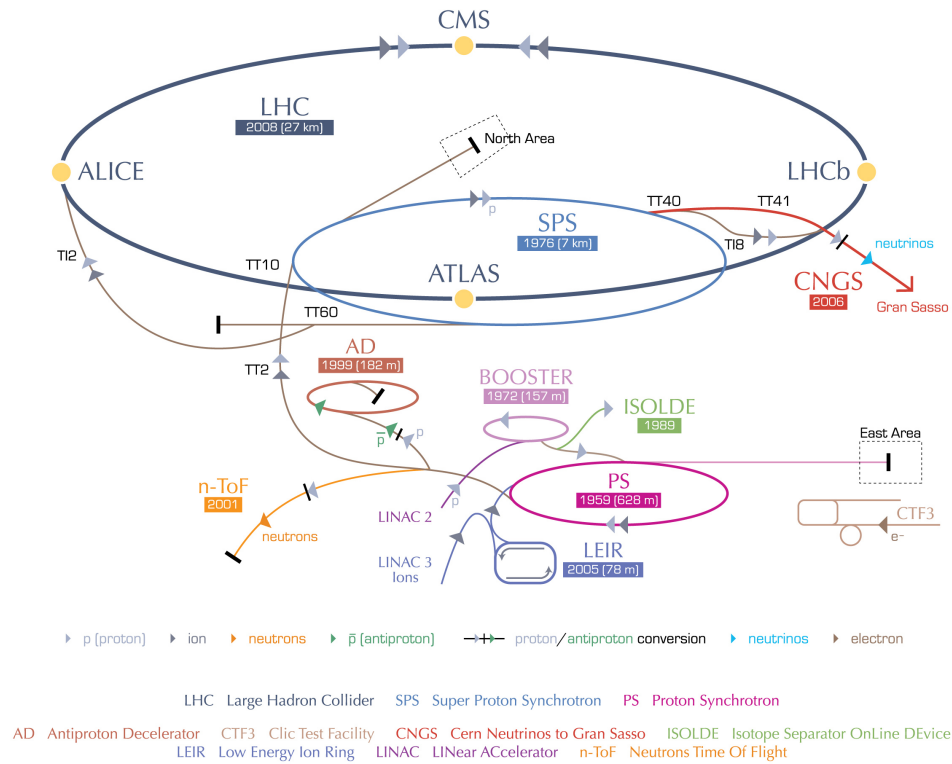 CMS
LHC
2008 (27 km)
North Area
ALICE
LHCb
TT40
TT41
p
SPS
1976 (7 km)
TI8
neutrinos
TI2
TT10
ATLAS
CNGS
2006
Gran Sasso
TT60
AD
1999 (182 m)
TT2
BOOSTER
1972 (157 m)
ISOLDE
1989
East Area
p̄
p
n-ToF
2001
PS
1959 (628 m)
p
LINAC 2
neutrons
CTF3
e-
LINAC 3
Ions
LEIR
2005 (78 m)
p (proton) ion neutrons p̄ (antiproton) proton/antiproton conversion neutrinos electron
LHC Large Hadron Collider SPS Super Proton Synchrotron PS Proton Synchrotron
AD Antiproton Decelerator CTF3 Clic Test Facility CNGS Cern Neutrinos to Gran Sasso ISOLDE Isotope Separator OnLine DEvice
LEIR Low Energy Ion Ring LINAC LINear ACcelerator n-ToF Neutrons Time Of Flight